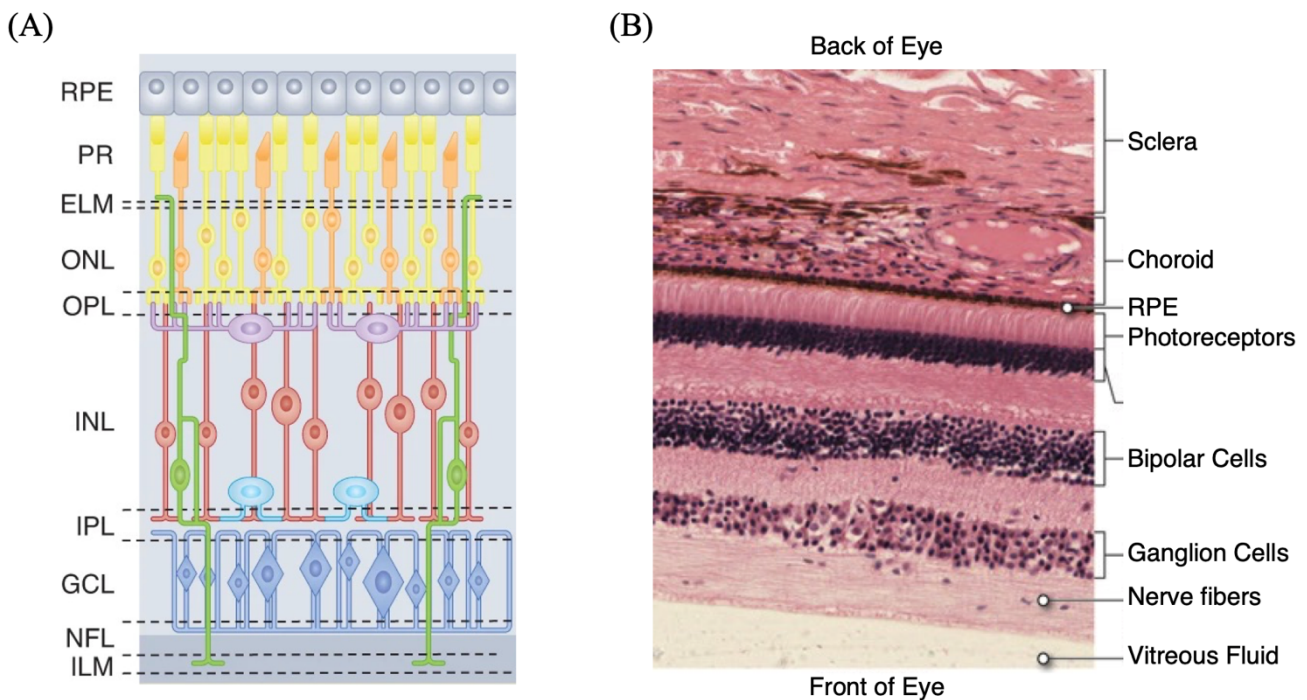 (A)
RPE
PR
ELM
ONL
OPL
INL
IPL
GCL
NFL
ILM
(B)
Back of Eye
Sclera
Choroid
RPE
Photoreceptors
Bipolar Cells
Ganglion Cells
Nerve fibers
Vitreous Fluid
Front of Eye